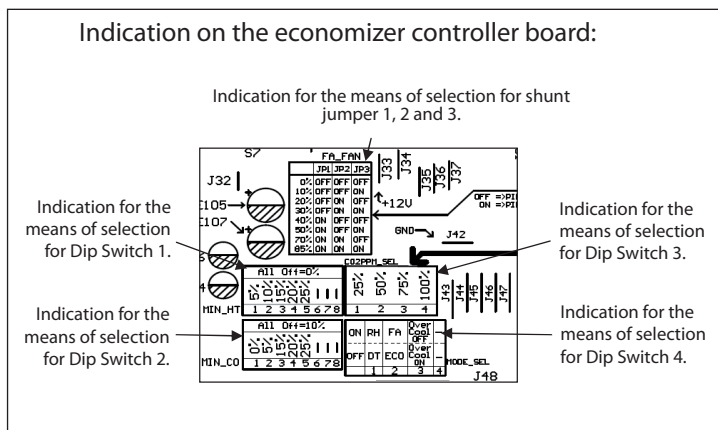 Indication on the economizer controller board:
Indication for the means of selection for shunt
jumper 1, 2 and 3.
Indication for the
means of selection
for Dip Switch 1.
Indication for the
means of selection
for Dip Switch 2.
S7
J32
C105
C107
FA_FAN
JP1 JP2 JP3
0% OFF OFF OFF
10% OFF OFF ON
20% OFF ON OFF
30% OFF ON ON
40% ON OFF OFF
50% ON OFF ON
70% ON ON OFF
85% ON ON ON
J33
J34
J35
J36
J37
+12V
OFF =>PI
ON =>PI
GND
J42
CO2PPM_SEL
All Off=0%
5% 10% 15% 20% 25%
1 2 3 4 5 6 7 8
MIN_HT
25% 50% 75% 100%
1 2 3 4
J43
J44
J45
J46
J47
All Off=10%
0% 5% 15% 20% 25%
1 2 3 4 5 6 7 8
MIN_CO
ON RH FA Over Cool OFF
OFF DT ECO Over Cool ON
1 2 3 4
MODE_SEL
J48
Indication for the
means of selection
for Dip Switch 3.
Indication for the
means of selection
for Dip Switch 4.